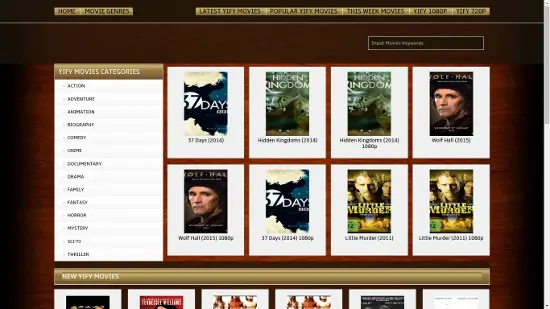 HOME MOVIE GENRES LATEST YIFY MOVIES POPULAR YIFY MOVIES THIS WEEK MOVIES YIFY 1080P YIFY 720P
Input Movies Keywords
YIFY MOVIES CATEGORIES
ACTION
ADVENTURE
ANIMATION
BIOGRAPHY
COMEDY
CRIME
DOCUMENTARY
DRAMA
FAMILY
FANTASY
HORROR
MYSTERY
SCI-FI
THRILLER
37 DAYS
HIDDEN KINGDOMS
HIDDEN KINGDOMS
WOLF HALL
37 Days (2014) Hidden Kingdoms (2014) Hidden Kingdoms (2014) 1080p Wolf Hall (2015)
WOLF HALL
37 DAYS
LITTLE MURDER
LITTLE MURDER
Wolf Hall (2015) 1080p 37 Days (2014) 1080p Little Murder (2011) Little Murder (2011) 1080p
NEW YIFY MOVIES